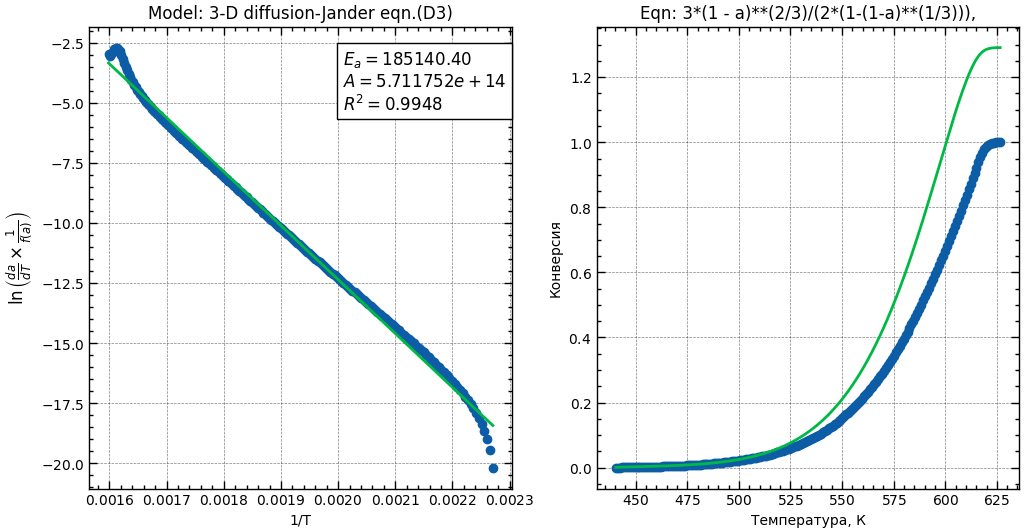 Model: 3-D diffusion-Jander eqn.(D3)
−2.5
−5.0
−7.5
−10.0
−12.5
−15.0
−17.5
−20.0
ln(da/dT × 1/f(a))
E_a = 185140.40
A = 5.711752e + 14
R² = 0.9948
0.0016 0.0017 0.0018 0.0019 0.0020 0.0021 0.0022 0.0023
1/T
Eqn: 3*(1 - a)**(2/3)/(2*(1-(1-a)**(1/3))),
1.2
1.0
0.8
0.6
0.4
0.2
0.0
Конверсия
450 475 500 525 550 575 600 625
Температура, К